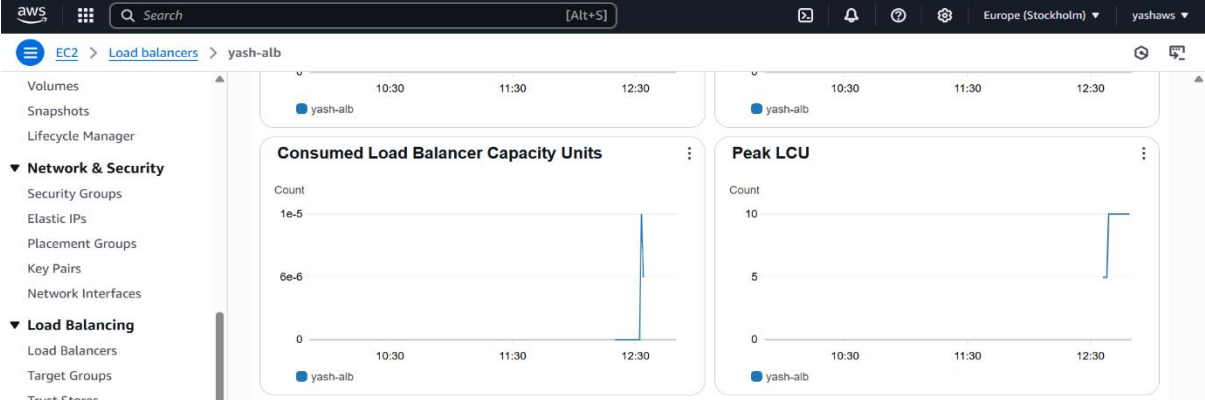 aws
Search [Alt+S]
Europe (Stockholm) ▼ yashaws ▼
EC2 > Load balancers > yash-alb
Volumes
Snapshots
Lifecycle Manager
▼ Network & Security
Security Groups
Elastic IPs
Placement Groups
Key Pairs
Network Interfaces
▼ Load Balancing
Load Balancers
Target Groups
Trust Stores
0
10:30 11:30 12:30
yash-alb
0
10:30 11:30 12:30
yash-alb
Consumed Load Balancer Capacity Units
Count
1e-5
6e-6
0
10:30 11:30 12:30
yash-alb
Peak LCU
Count
10
5
0
10:30 11:30 12:30
yash-alb